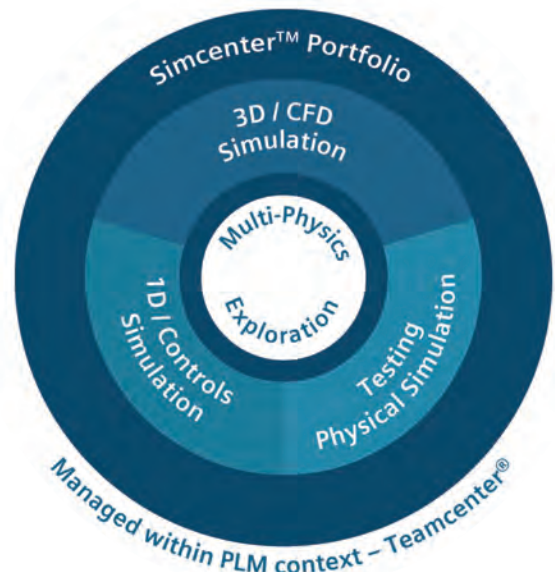 Simcenter™ Portfolio
3D / CFD
Simulation
Multi-Physics
Exploration
1D / Controls
Simulation
Testing
Physical Simulation
Managed within PLM context – Teamcenter®